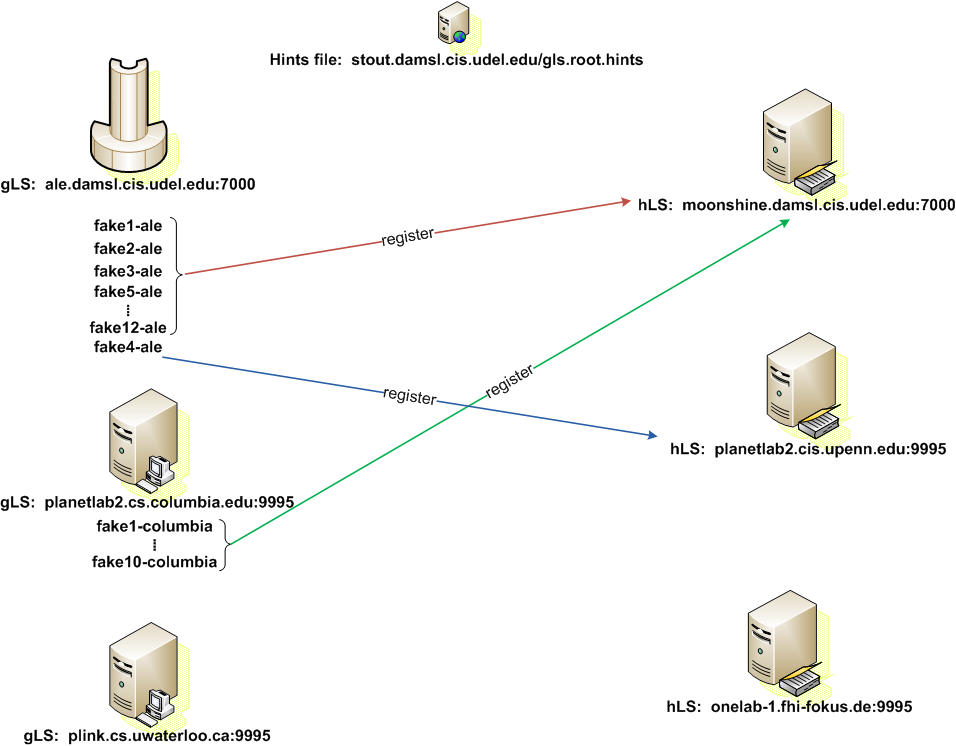 Hints file:  stout.damsl.cis.udel.edu/gls.root.hints
gLS:  ale.damsl.cis.udel.edu:7000
hLS:  moonshine.damsl.cis.udel.edu:7000
fake1-ale
fake2-ale
fake3-ale
fake5-ale
fake12-ale
fake4-ale
register
register
register
hLS:  planetlab2.cis.upenn.edu:9995
gLS:  planetlab2.cs.columbia.edu:9995
fake1-columbia
fake10-columbia
hLS:  onelab-1.fhi-fokus.de:9995
gLS:  plink.cs.uwaterloo.ca:9995